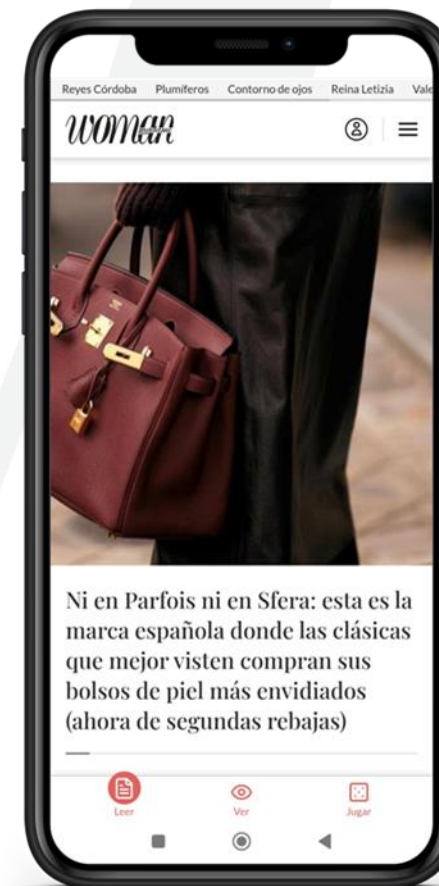 Reyes Córdoba Plumíferos Contorno de ojos Reina Letizia Vale
woman
Ni en Parfois ni en Sfera: esta es la
marca española donde las clásicas
que mejor visten compran sus
bolsos de piel más envidiados
(ahora de segundas rebajas)
Leer Ver Jugar